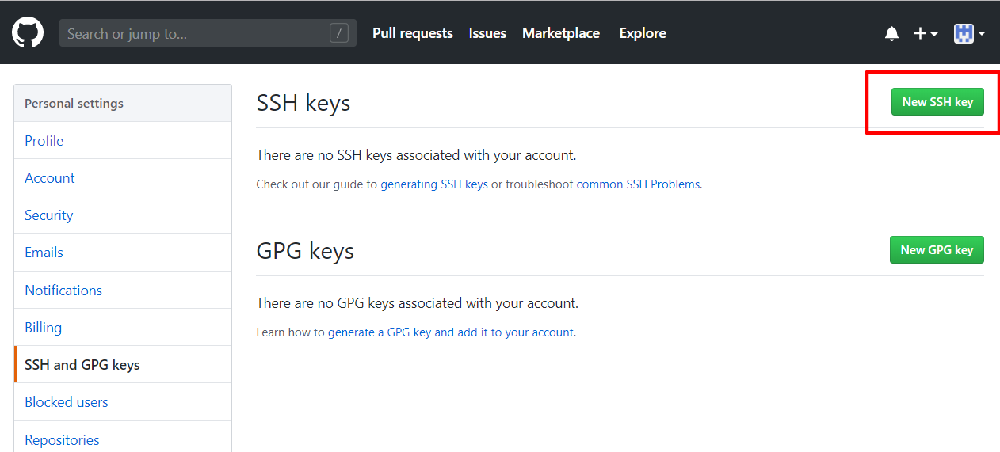 Search or jump to...
/
Pull requests
Issues
Marketplace
Explore
Personal settings
Profile
Account
Security
Emails
Notifications
Billing
SSH and GPG keys
Blocked users
Repositories
SSH keys
New SSH key
There are no SSH keys associated with your account.
Check out our guide to generating SSH keys or troubleshoot common SSH Problems.
GPG keys
New GPG key
There are no GPG keys associated with your account.
Learn how to generate a GPG key and add it to your account.